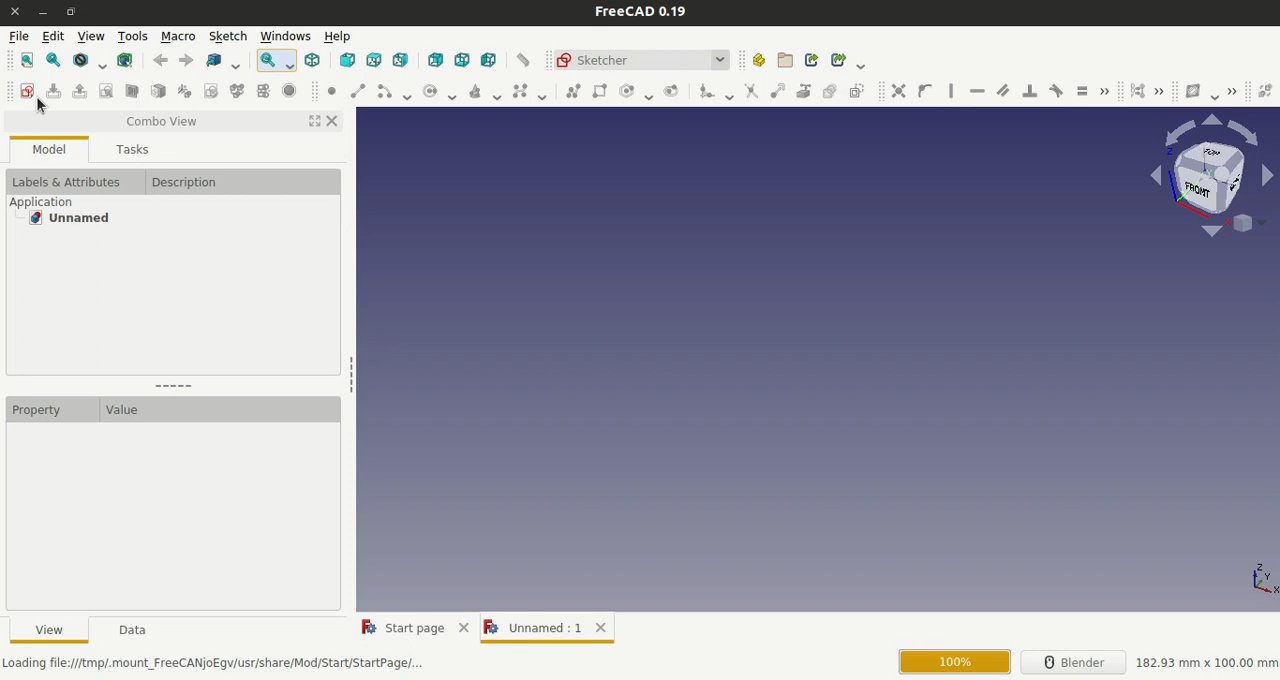 FreeCAD 0.19
File Edit View Tools Macro Sketch Windows Help
Sketcher
Combo View
Model Tasks
Labels & Attributes Description
Application
Unnamed
FRONT
Property Value
Z
Y
X
View Data
Start page Unnamed : 1
Loading file:///tmp/.mount_FreeCANjoEgv/usr/share/Mod/Start/StartPage/...
100% Blender 182.93 mm x 100.00 mm